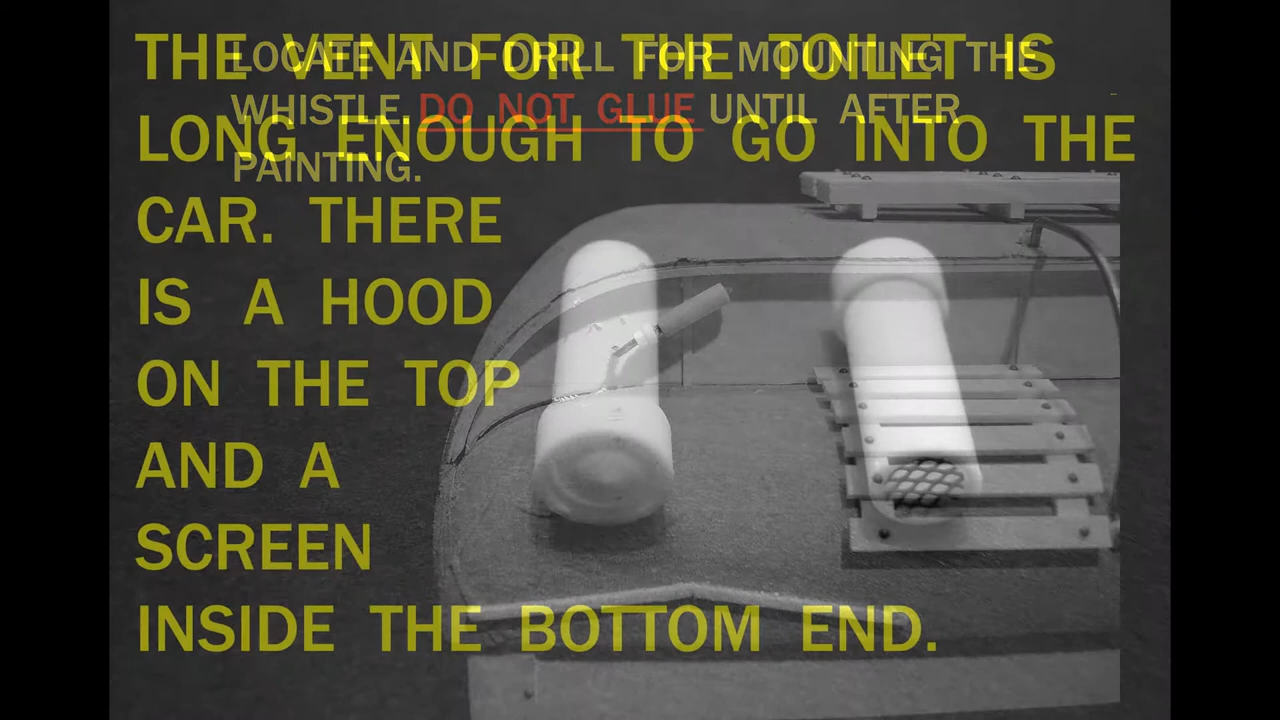 LOCATE AND DRILL FOR MOUNTING THE
WHISTLE. DO NOT GLUE UNTIL AFTER
PAINTING.
THE VENT FOR THE TOILET IS
LONG ENOUGH TO GO INTO THE
CAR. THERE
IS A HOOD
ON THE TOP
AND A
SCREEN
INSIDE THE BOTTOM END.